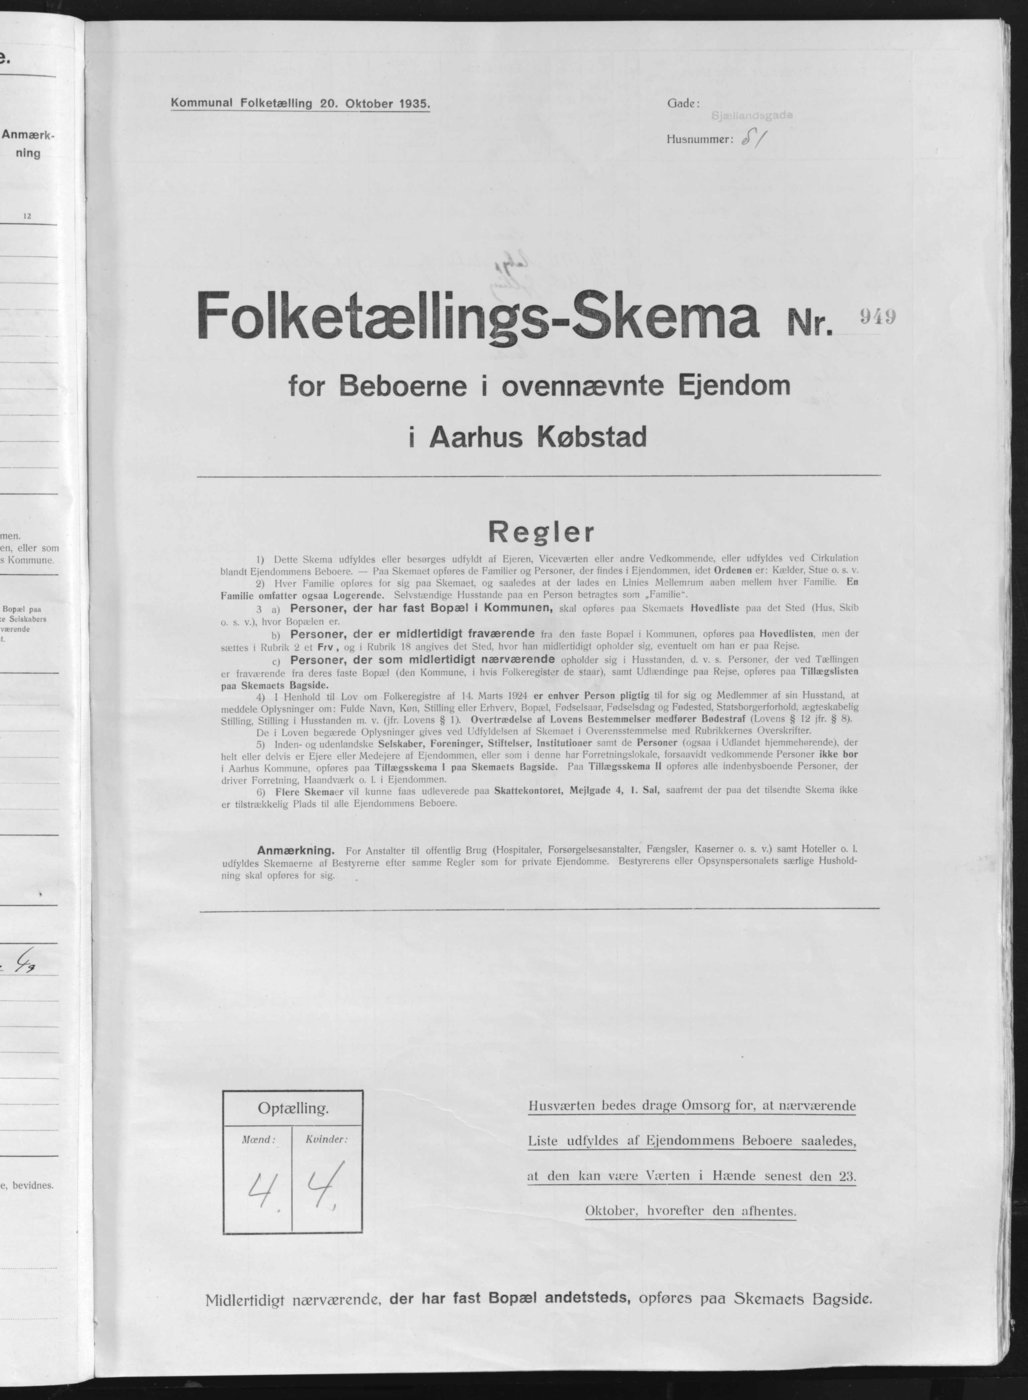 e.
Anmærk-
ning
12
men.
en, eller som
s Kommune.
Bopæl paa
te Selskabers
værende
t.
e, bevidnes.
Kommunal Folketælling 20. Oktober 1935.
Gade:
Sjællandsgade
Husnummer: 81
Folketællings-Skema Nr. 949
for Beboerne i ovennævnte Ejendom
i Aarhus Købstad
Regler
1) Dette Skema udfyldes eller besørges udfyldt af Ejeren, Viceværten eller andre Vedkommende, eller udfyldes ved Cirkulation
blandt Ejendommens Beboere. — Paa Skemaet opføres de Familier og Personer, der findes i Ejendommen, idet Ordenen er: Kælder, Stue o. s. v.
2) Hver Familie opføres for sig paa Skemaet, og saaledes at der lades en Linies Mellemrum aaben mellem hver Familie. En
Familie omfatter ogsaa Logerende. Selvstændige Husstande paa en Person betragtes som „Familie“.
3 a) Personer, der har fast Bopæl i Kommunen, skal opføres paa Skemaets Hovedliste paa det Sted (Hus, Skib
o. s. v.), hvor Bopælen er.
b) Personer, der er midlertidigt fraværende fra den faste Bopæl i Kommunen, opføres paa Hovedlisten, men der
sættes i Rubrik 2 et Frv, og i Rubrik 18 angives det Sted, hvor han midlertidigt opholder sig, eventuelt om han er paa Rejse.
c) Personer, der som midlertidigt nærværende opholder sig i Husstanden, d. v. s. Personer, der ved Tællingen
er fraværende fra deres faste Bopæl (den Kommune, i hvis Folkeregister de staar), samt Udlændinge paa Rejse, opføres paa Tillægslisten
paa Skemaets Bagside.
4) I Henhold til Lov om Folkeregistre af 14. Marts 1924 er enhver Person pligtig til for sig og Medlemmer af sin Husstand, at
meddele Oplysninger om: Fulde Navn, Køn, Stilling eller Erhverv, Bopæl, Fødselsaar, Fødselsdag og Fødested, Statsborgerforhold, ægteskabelig
Stilling, Stilling i Husstanden m. v. (jfr. Lovens § 1). Overtrædelse af Lovens Bestemmelser medfører Bødestraf (Lovens § 12 jfr. § 8).
De i Loven begærede Oplysninger gives ved Udfyldelsen af Skemaet i Overensstemmelse med Rubrikkernes Overskrifter.
5) Inden- og udenlandske Selskaber, Foreninger, Stiftelser, Institutioner samt de Personer (ogsaa i Udlandet hjemmehørende), der
helt eller delvis er Ejere eller Medejere af Ejendommen, eller som i denne har Forretningslokale, forsaavidt vedkommende Personer ikke bor
i Aarhus Kommune, opføres paa Tillægsskema I paa Skemaets Bagside. Paa Tillægsskema II opføres alle indenbysboende Personer, der
driver Forretning, Haandværk o. l. i Ejendommen.
6) Flere Skemaer vil kunne faas udleverede paa Skattekontoret, Mejlgade 4, 1. Sal, saafremt der paa det tilsendte Skema ikke
er tilstrækkelig Plads til alle Ejendommens Beboere.
Anmærkning. For Anstalter til offentlig Brug (Hospitaler, Forsørgelsesanstalter, Fængsler, Kaserner o. s. v.) samt Hoteller o. l.
udfyldes Skemaerne af Bestyrerne efter samme Regler som for private Ejendomme. Bestyrerens eller Opsynspersonalets særlige Hushold-
ning skal opføres for sig.
Optælling.
Mænd: Kvinder:
4. 4.
Husværten bedes drage Omsorg for, at nærværende
Liste udfyldes af Ejendommens Beboere saaledes,
at den kan være Værten i Hænde senest den 23.
Oktober, hvorefter den afhentes.
Midlertidigt nærværende, der har fast Bopæl andetsteds, opføres paa Skemaets Bagside.